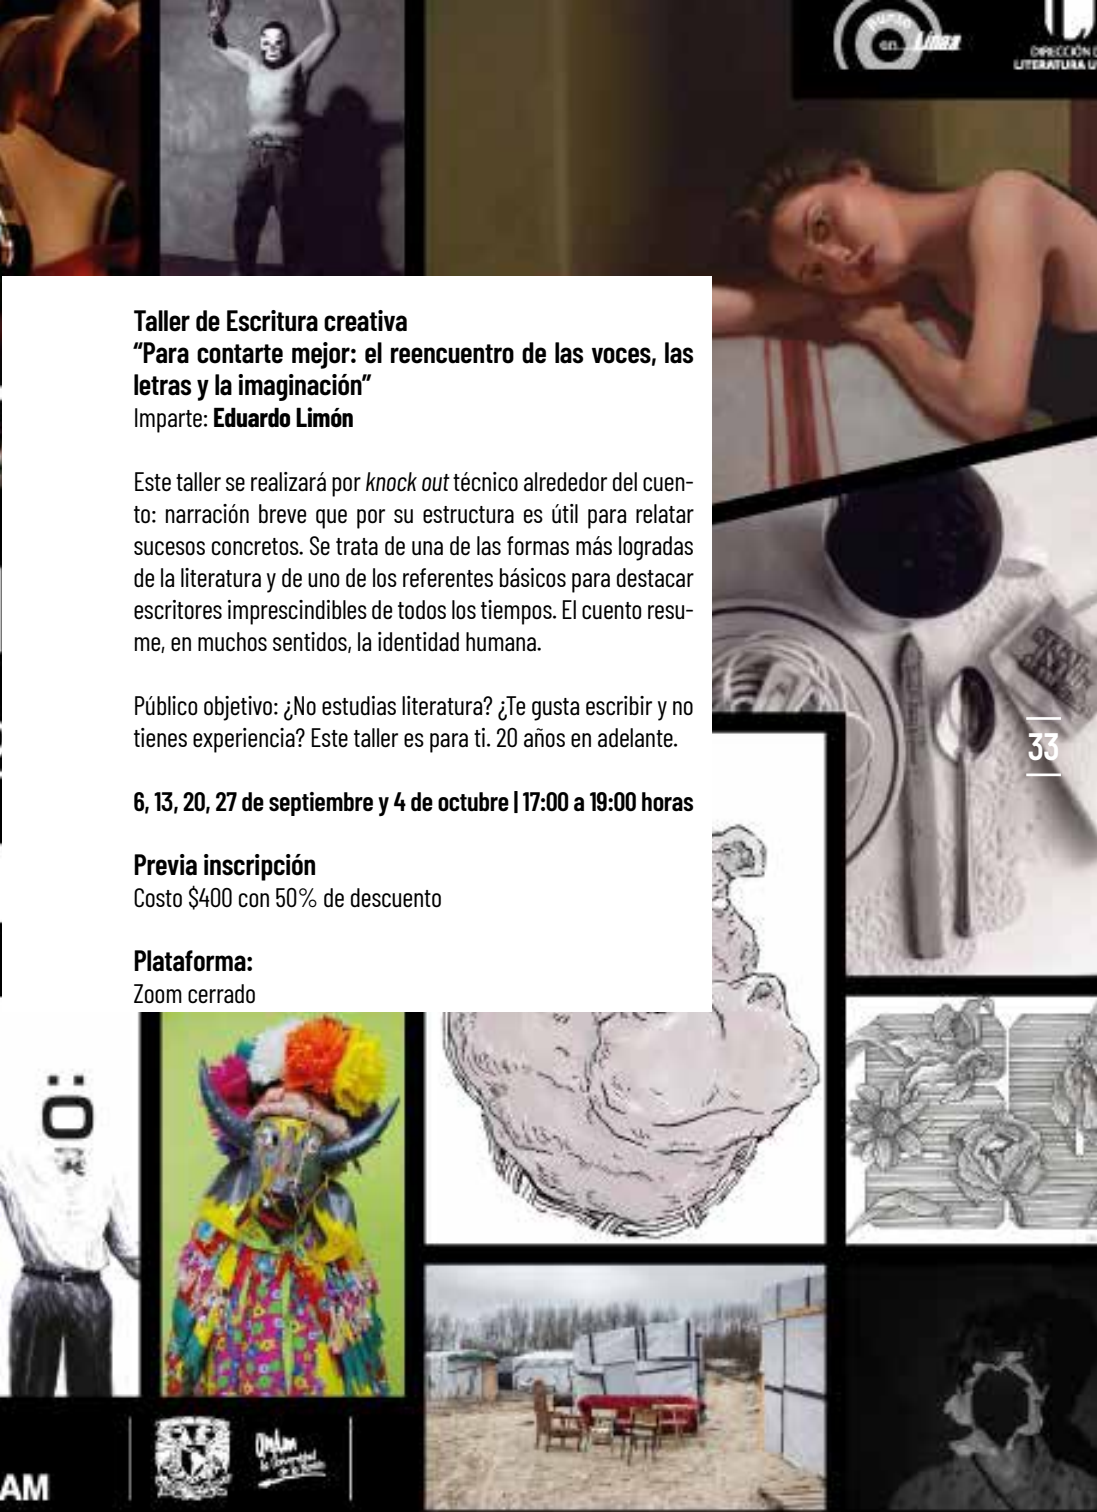 Punto
en Línea
DIRECCIÓN D
LITERATURA U
Taller de Escritura creativa
“Para contarte mejor: el reencuentro de las voces, las
letras y la imaginación”
Imparte: Eduardo Limón
Este taller se realizará por knock out técnico alrededor del cuen-
to: narración breve que por su estructura es útil para relatar
sucesos concretos. Se trata de una de las formas más logradas
de la literatura y de uno de los referentes básicos para destacar
escritores imprescindibles de todos los tiempos. El cuento resu-
me, en muchos sentidos, la identidad humana.
Público objetivo: ¿No estudias literatura? ¿Te gusta escribir y no
tienes experiencia? Este taller es para ti. 20 años en adelante.
33
6, 13, 20, 27 de septiembre y 4 de octubre | 17:00 a 19:00 horas
Previa inscripción
Costo $400 con 50% de descuento
Plataforma:
Zoom cerrado
Ö
AM